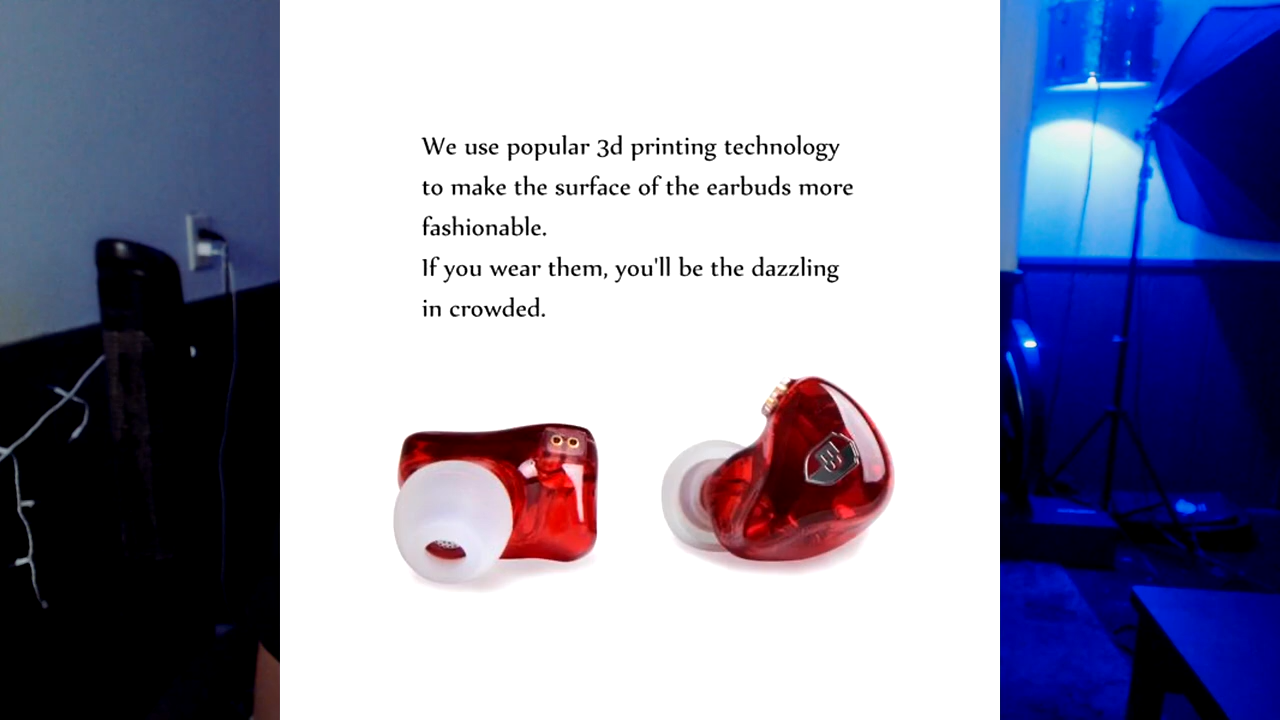 We use popular 3d printing technology
to make the surface of the earbuds more
fashionable.
If you wear them, you'll be the dazzling
in crowded.